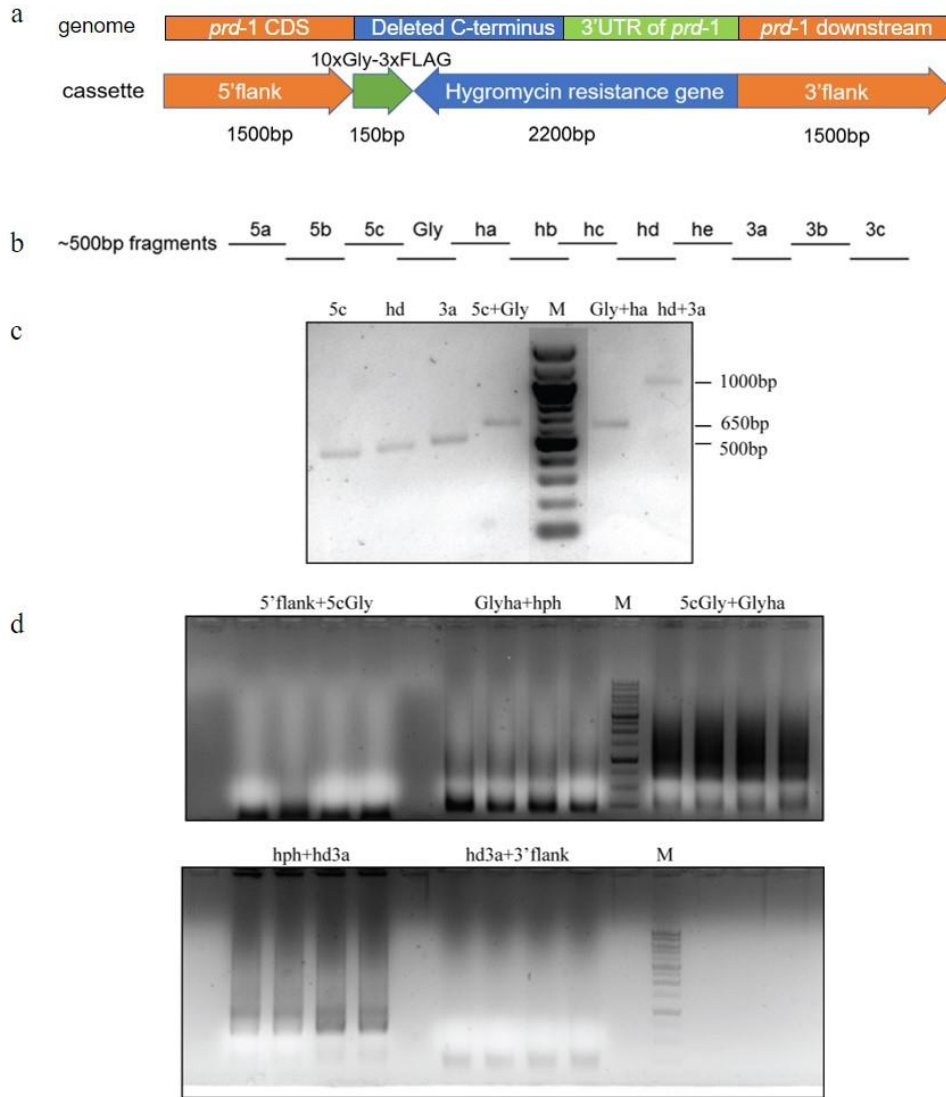 a
genome prd-1 CDS Deleted C-terminus 3'UTR of prd-1 prd-1 downstream
10xGly-3xFLAG
cassette 5'flank Hygromycin resistance gene 3'flank
1500bp 150bp 2200bp 1500bp
b
~500bp fragments 5a 5b 5c Gly ha hb hc hd he 3a 3b 3c
c
5c hd 3a 5c+Gly M Gly+ha hd+3a
1000bp
650bp
500bp
d
5'flank+5cGly Glyha+hph M 5cGly+Glyha
hph+hd3a hd3a+3'flank M